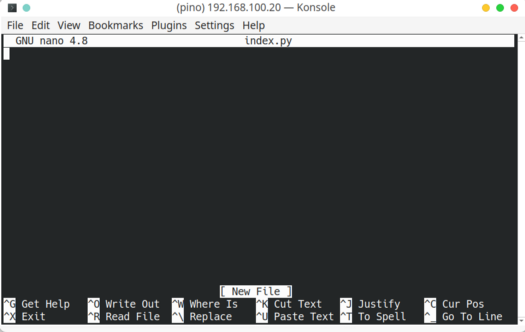 (pino) 192.168.100.20 — Konsole
File Edit View Bookmarks Plugins Settings Help
GNU nano 4.8 index.py
[ New File ]
^G Get Help ^O Write Out ^W Where Is ^K Cut Text ^J Justify ^C Cur Pos
^X Exit ^R Read File ^\ Replace ^U Paste Text ^T To Spell ^_ Go To Line